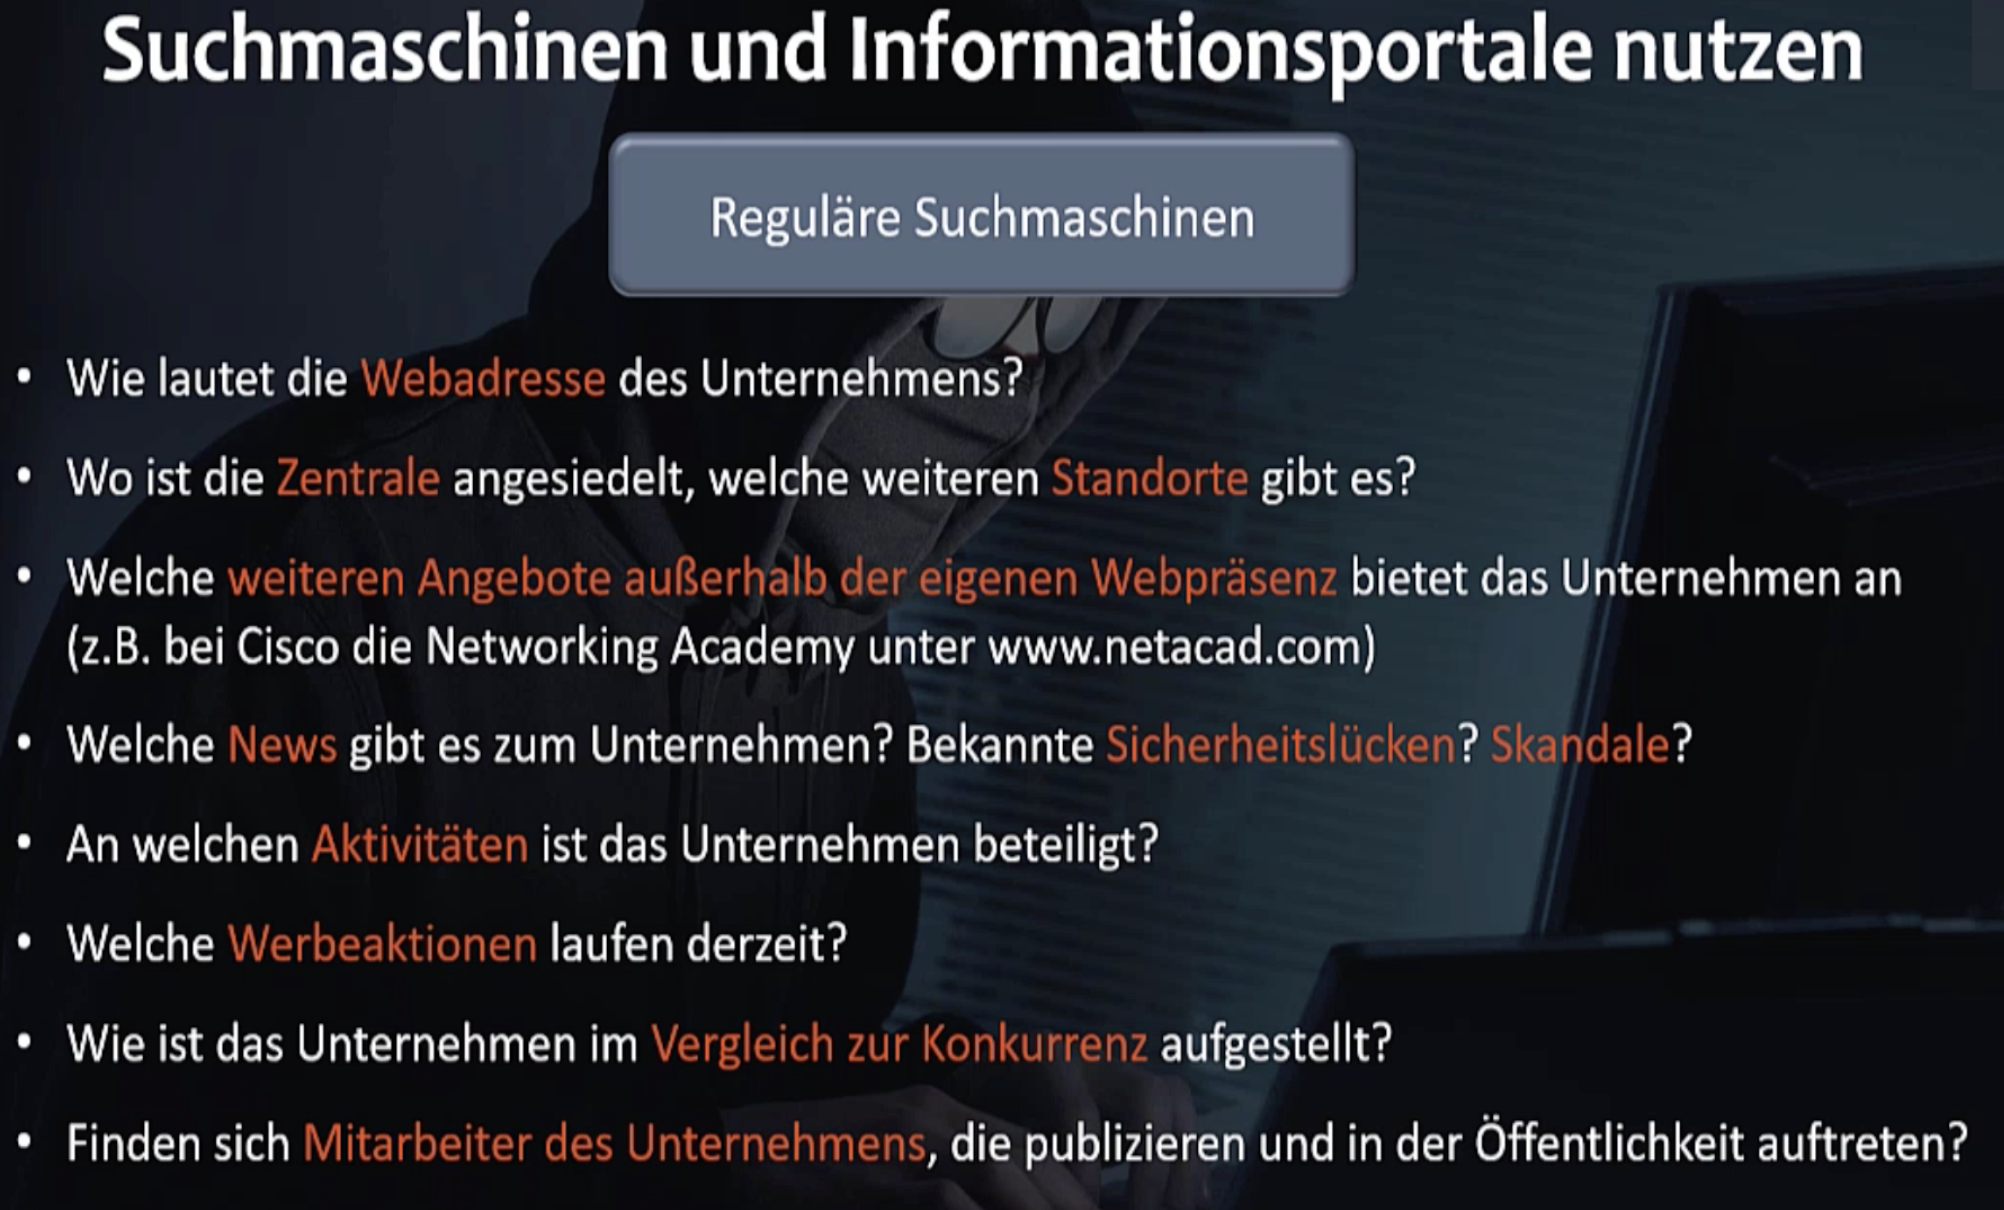 Suchmaschinen und Informationsportale nutzen
Reguläre Suchmaschinen
• Wie lautet die Webadresse des Unternehmens?
• Wo ist die Zentrale angesiedelt, welche weiteren Standorte gibt es?
• Welche weiteren Angebote außerhalb der eigenen Webpräsenz bietet das Unternehmen an
(z.B. bei Cisco die Networking Academy unter www.netacad.com)
• Welche News gibt es zum Unternehmen? Bekannte Sicherheitslücken? Skandale?
• An welchen Aktivitäten ist das Unternehmen beteiligt?
• Welche Werbeaktionen laufen derzeit?
• Wie ist das Unternehmen im Vergleich zur Konkurrenz aufgestellt?
• Finden sich Mitarbeiter des Unternehmens, die publizieren und in der Öffentlichkeit auftreten?